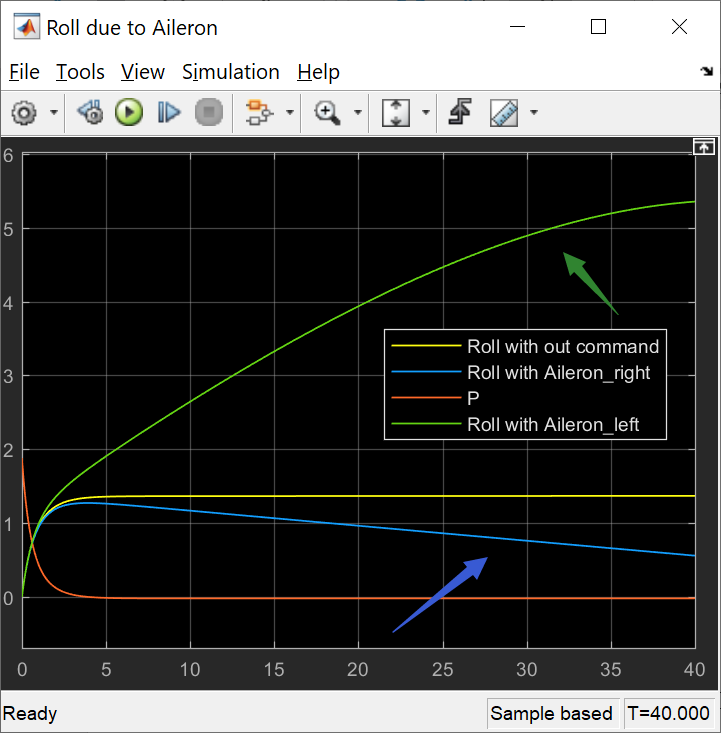 Roll due to Aileron
File Tools View Simulation Help
6
5
4
3
2
1
0
Roll with out command
Roll with Aileron_right
P
Roll with Aileron_left
0 5 10 15 20 25 30 35 40
Ready Sample based T=40.000